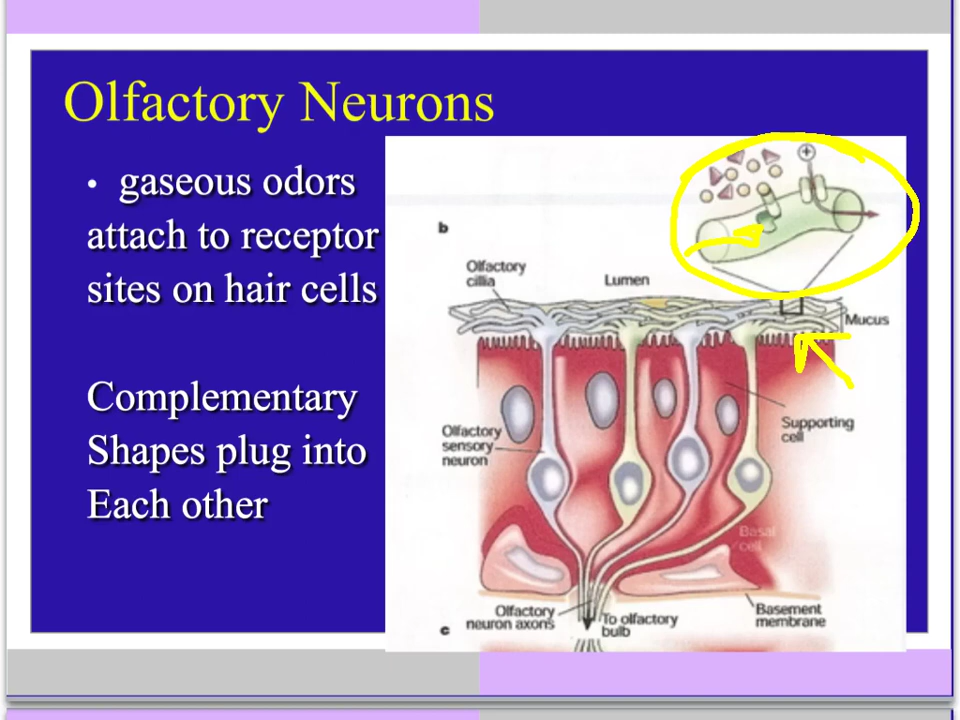 Olfactory Neurons
• gaseous odors
attach to receptor
sites on hair cells
Complementary
Shapes plug into
Each other
b
+
Olfactory
cillia
Lumen
Mucus
Olfactory
sensory
neuron
Supporting
cell
Basal
cell
Olfactory
neuron axons
To olfactory
bulb
Basement
membrane
c